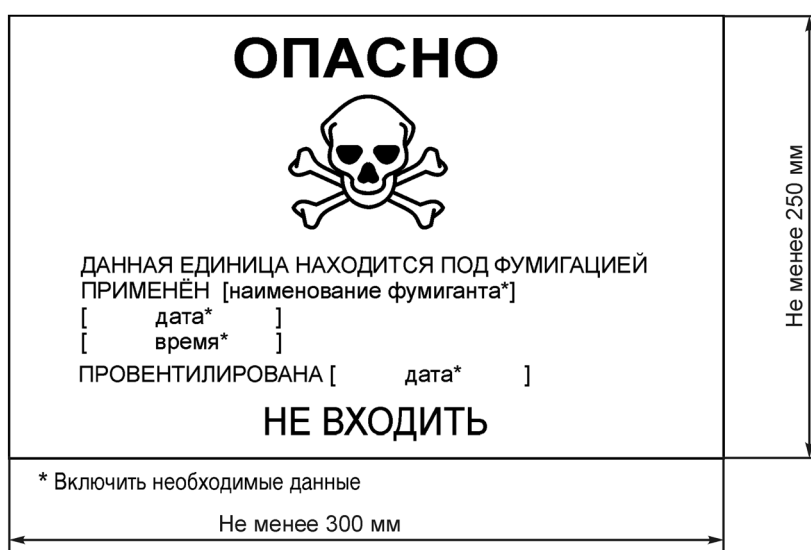 ОПАСНО
ДАННАЯ ЕДИНИЦА НАХОДИТСЯ ПОД ФУМИГАЦИЕЙ
ПРИМЕНЁН [наименование фумиганта*]
[ дата* ]
[ время* ]
ПРОВЕНТИЛИРОВАНА [ дата* ]
НЕ ВХОДИТЬ
* Включить необходимые данные
Не менее 300 мм
Не менее 250 мм